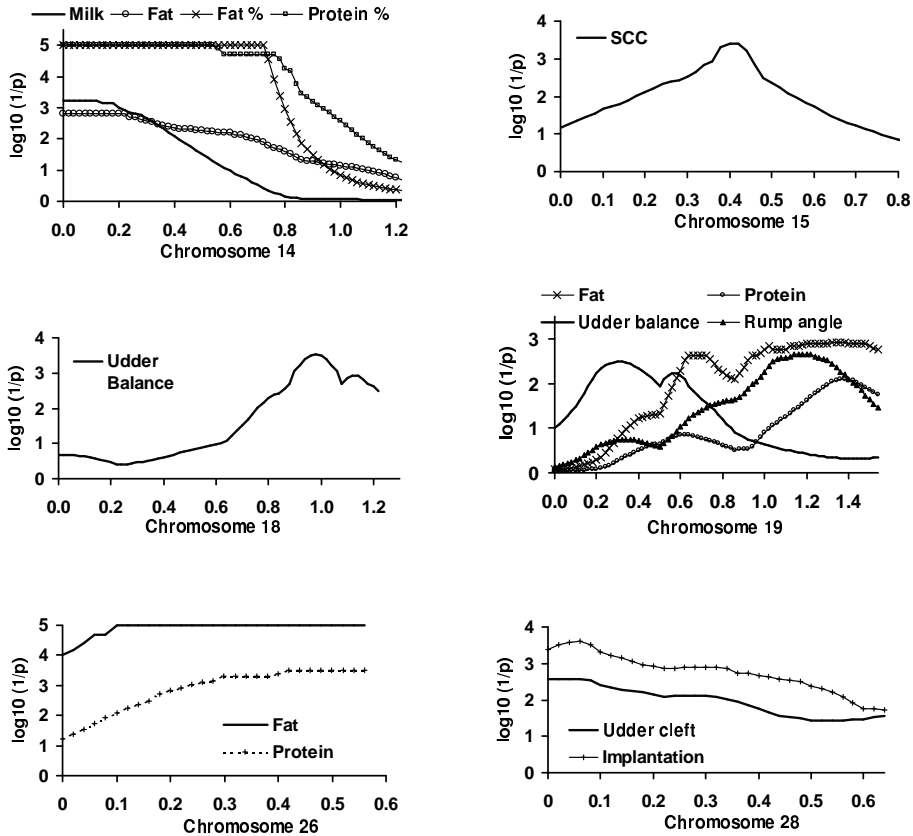 Milk Fat Fat % Protein %
5
4
3
2
1
0
log10 (1/p)
0.0 0.2 0.4 0.6 0.8 1.0 1.2
Chromosome 14
SCC
4
3
2
1
0
log10 (1/p)
0.0 0.1 0.2 0.3 0.4 0.5 0.6 0.7 0.8
Chromosome 15
Udder
Balance
4
3
2
1
0
log10 (1/p)
0.0 0.2 0.4 0.6 0.8 1.0 1.2
Chromosome 18
Fat Protein
Udder balance Rump angle
3
2
1
0
log10 (1/p)
0.0 0.2 0.4 0.6 0.8 1.0 1.2 1.4
Chromosome 19
5
4
3
2
1
0
log10 (1/p)
Fat
Protein
0 0.1 0.2 0.3 0.4 0.5 0.6
Chromosome 26
4
3
2
1
0
log10 (1/p)
Udder cleft
Implantation
0 0.1 0.2 0.3 0.4 0.5 0.6
Chromosome 28